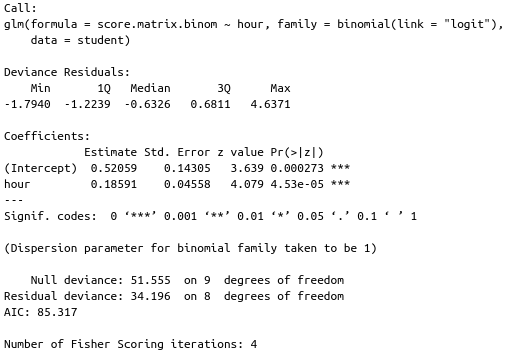 Call:
glm(formula = score.matrix.binom ~ hour, family = binomial(link = "logit"),
    data = student)

Deviance Residuals:
    Min       1Q   Median       3Q      Max
-1.7940  -1.2239  -0.6326   0.6811   4.6371

Coefficients:
            Estimate Std. Error z value Pr(>|z|)
(Intercept)  0.52059    0.14305   3.639 0.000273 ***
hour         0.18591    0.04558   4.079 4.53e-05 ***
---
Signif. codes:  0 ‘***’ 0.001 ‘**’ 0.01 ‘*’ 0.05 ‘.’ 0.1 ‘ ’ 1

(Dispersion parameter for binomial family taken to be 1)

    Null deviance: 51.555  on 9  degrees of freedom
Residual deviance: 34.196  on 8  degrees of freedom
AIC: 85.317

Number of Fisher Scoring iterations: 4